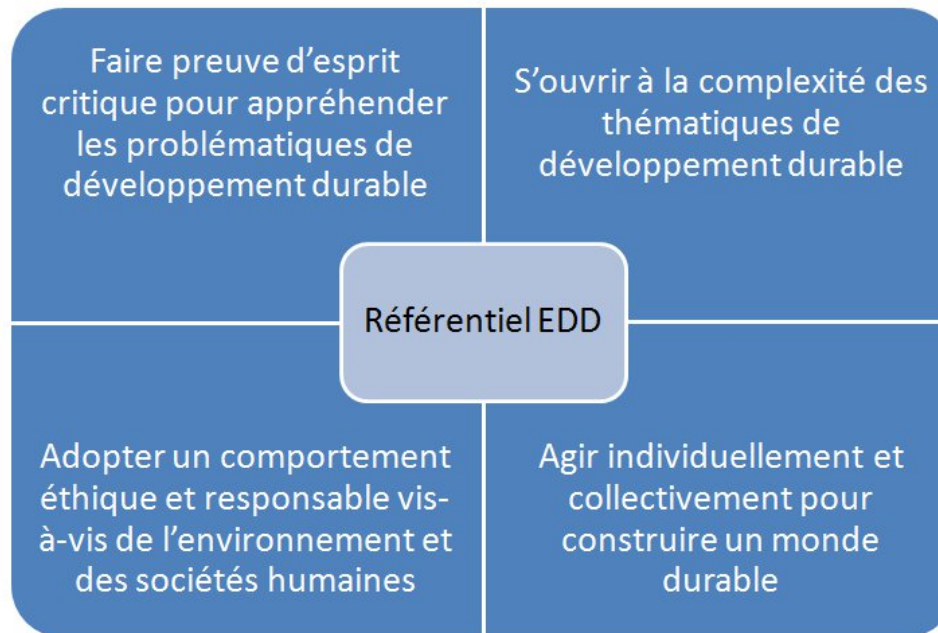 Faire preuve d’esprit
critique pour appréhender
les problématiques de
développement durable
S’ouvrir à la complexité des
thématiques de
développement durable
Référentiel EDD
Adopter un comportement
éthique et responsable vis-
à-vis de l’environnement et
des sociétés humaines
Agir individuellement et
collectivement pour
construire un monde
durable